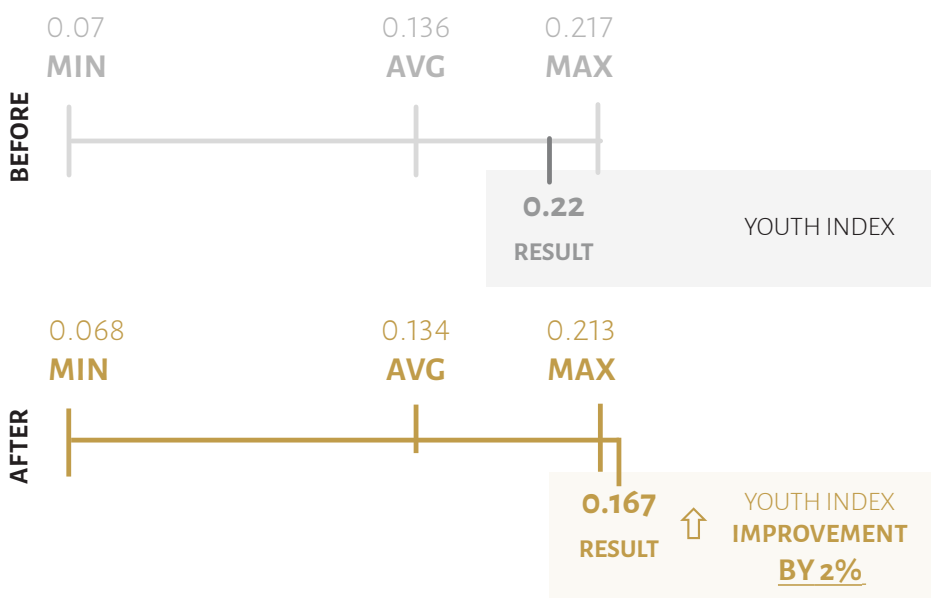 0.07 0.136 0.217
MIN AVG MAX
BEFORE
0.22
RESULT
YOUTH INDEX
0.068 0.134 0.213
MIN AVG MAX
AFTER
0.167
RESULT
YOUTH INDEX
IMPROVEMENT
BY 2%